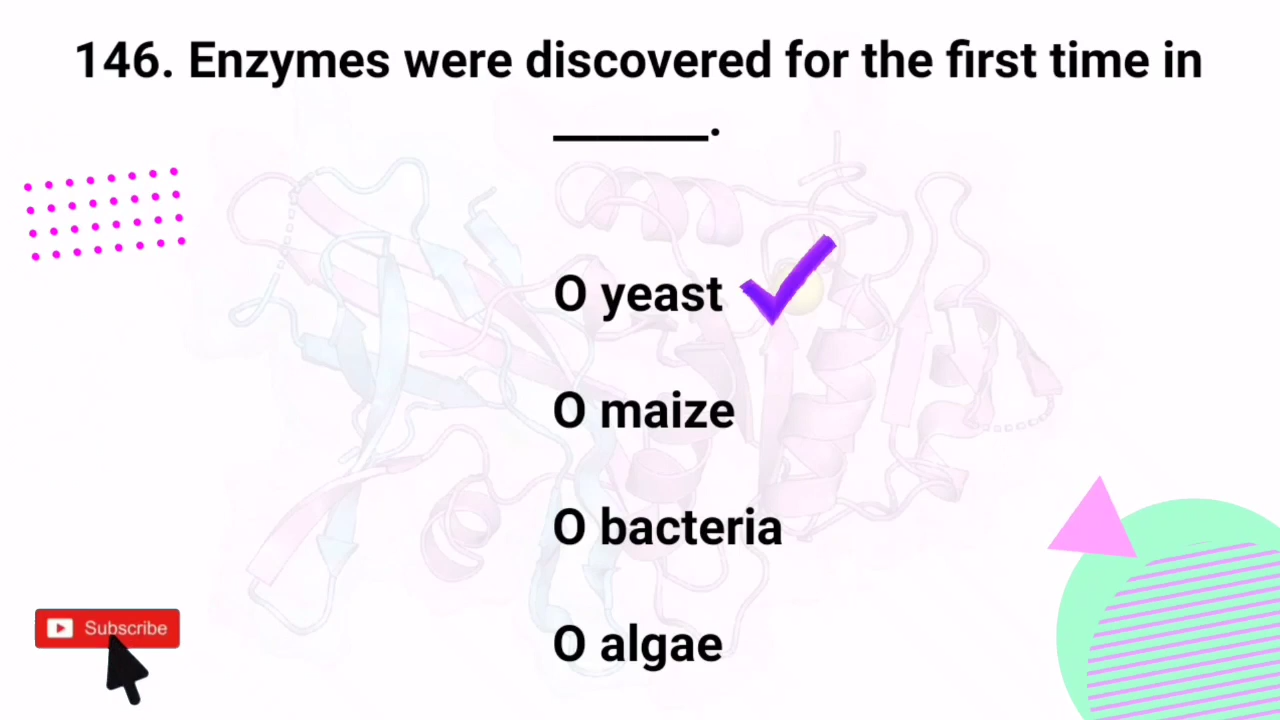 146. Enzymes were discovered for the first time in
______.
O yeast
O maize
O bacteria
O algae
Subscribe